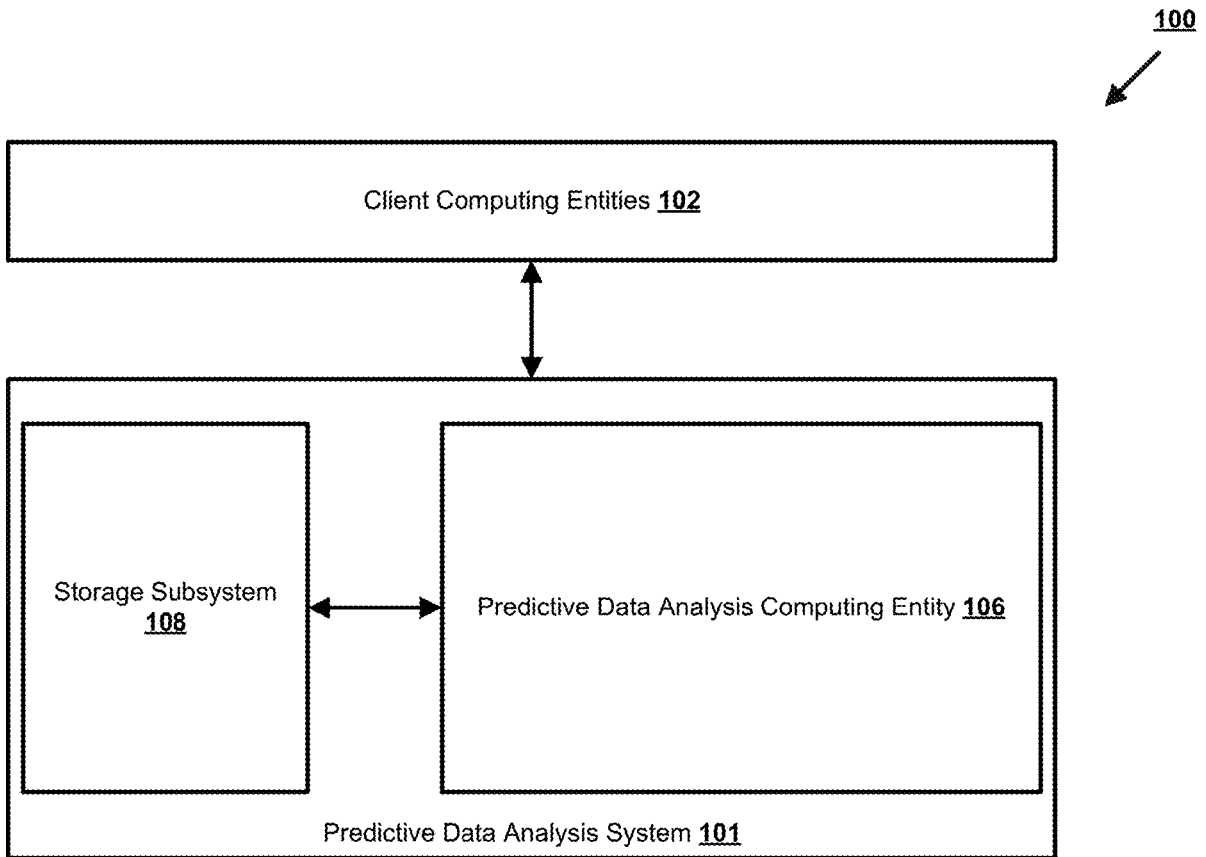 100
Client Computing Entities 102
Storage Subsystem
108
Predictive Data Analysis Computing Entity 106
Predictive Data Analysis System 101